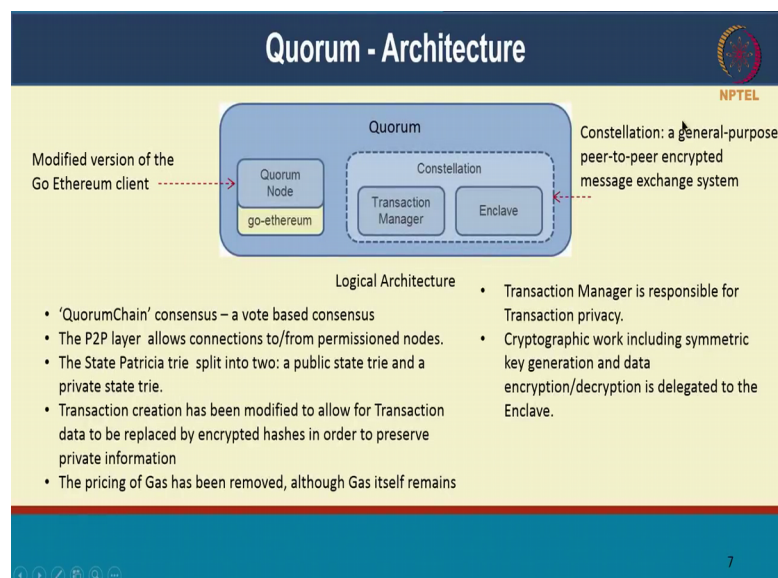 Quorum - Architecture
NPTEL
Quorum
Modified version of the
Go Ethereum client
Quorum
Node
go-ethereum
Constellation
Transaction
Manager
Enclave
Constellation: a general-purpose
peer-to-peer encrypted
message exchange system
Logical Architecture
• 'QuorumChain' consensus – a vote based consensus
• The P2P layer allows connections to/from permissioned nodes.
• The State Patricia trie split into two: a public state trie and a
private state trie.
• Transaction creation has been modified to allow for Transaction
data to be replaced by encrypted hashes in order to preserve
private information
• The pricing of Gas has been removed, although Gas itself remains
• Transaction Manager is responsible for
Transaction privacy.
• Cryptographic work including symmetric
key generation and data
encryption/decryption is delegated to the
Enclave.
7